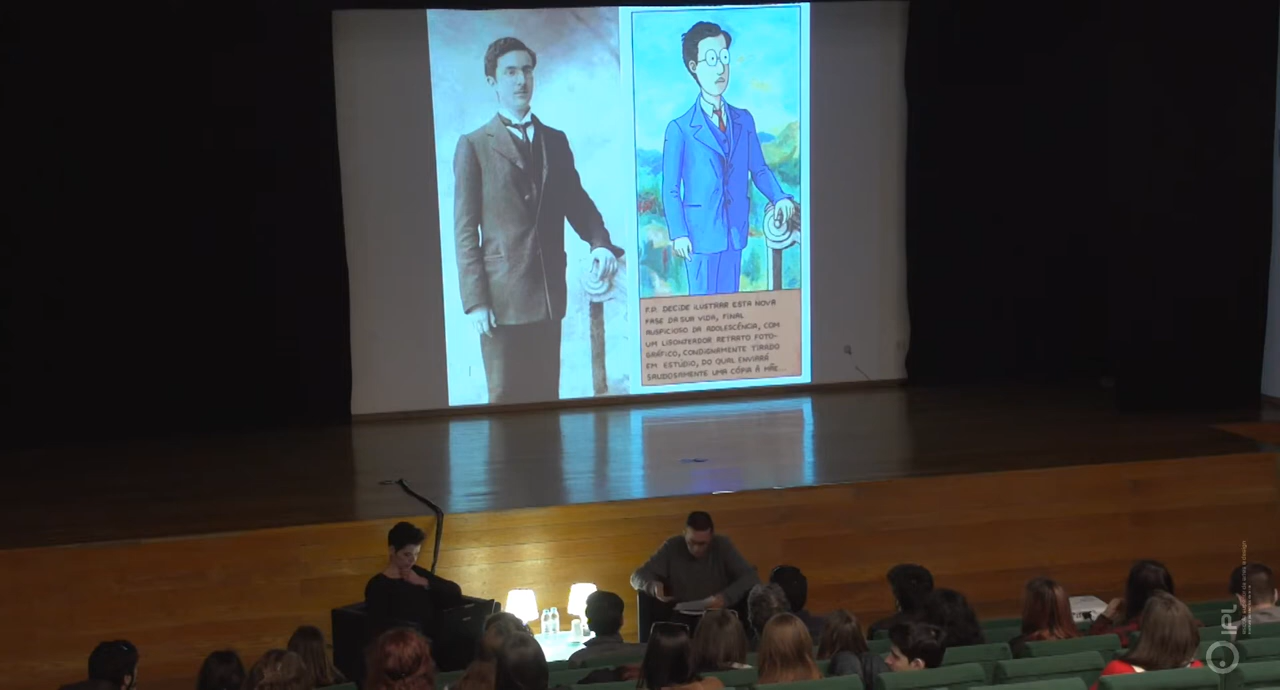 F.P. DECIDE ILUSTRAR ESTA NOVA
FASE DA SUA VIDA, FINAL
AUSPICIOSO DA ADOLESCÊNCIA, COM
UM LISONJEADOR RETRATO FOTO-
GRÁFICO, CONDIGNAMENTE TIRADO
EM ESTÚDIO, DO QUAL ENVIARÁ
SAUDOSAMENTE UMA CÓPIA À MÃE...
IPL